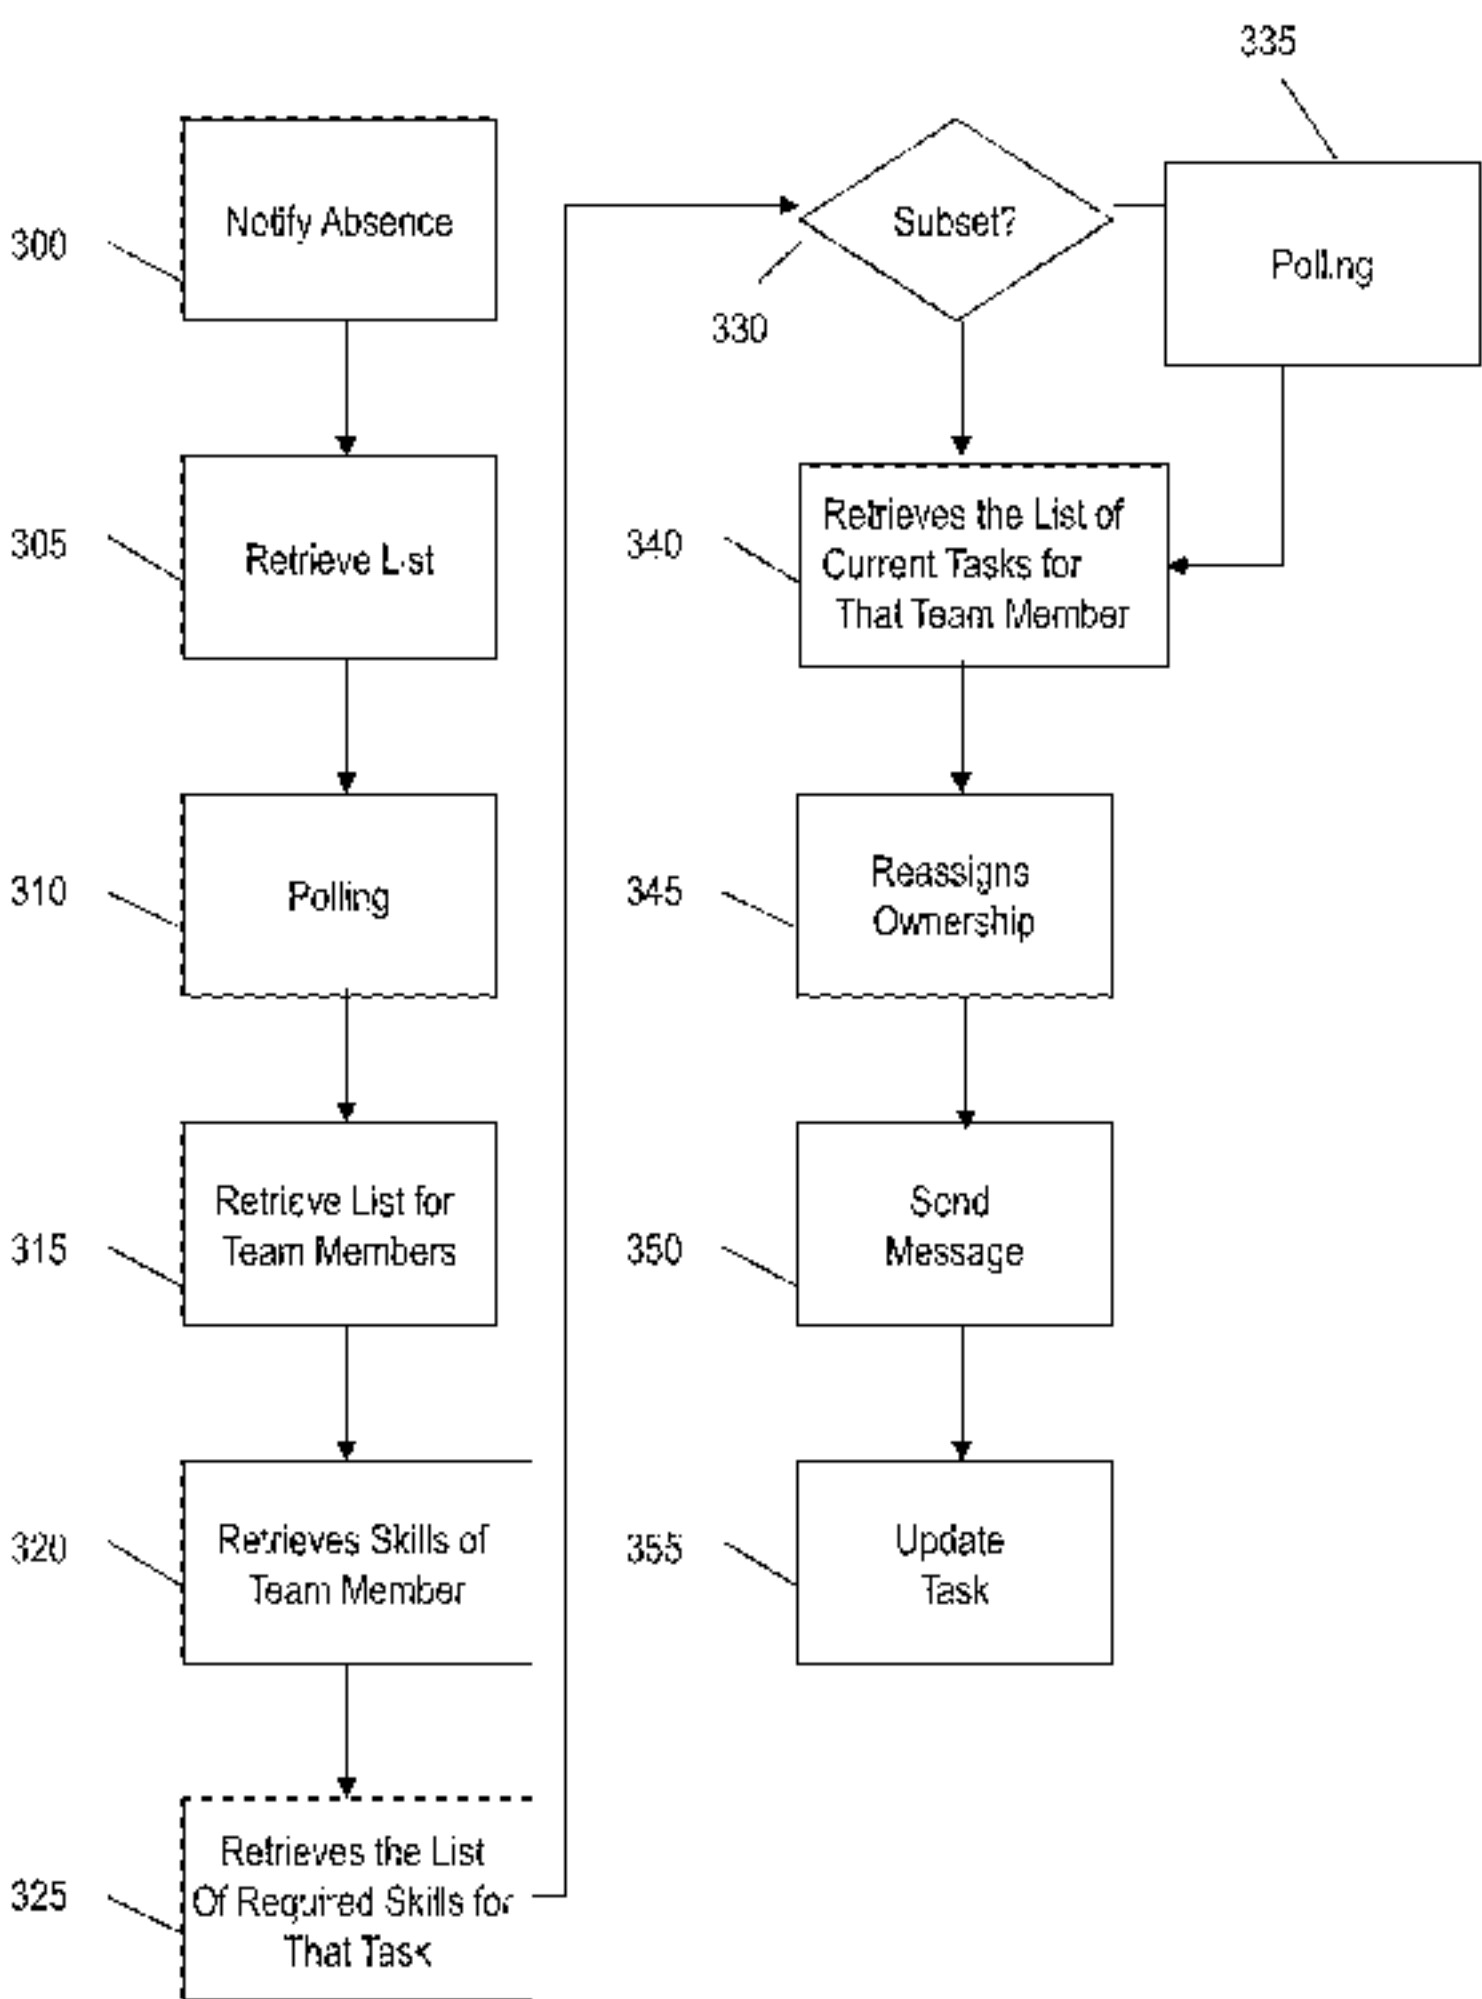 300
Notify Absence
305
Retrieve List
310
Polling
315
Retrieve List for
Team Members
320
Retrieves Skills of
Team Member
325
Retrieves the List
Of Required Skills for
That Task
330
Subset?
335
Polling
340
Retrieves the List of
Current Tasks for
That Team Member
345
Reassigns
Ownership
350
Send
Message
355
Update
Task